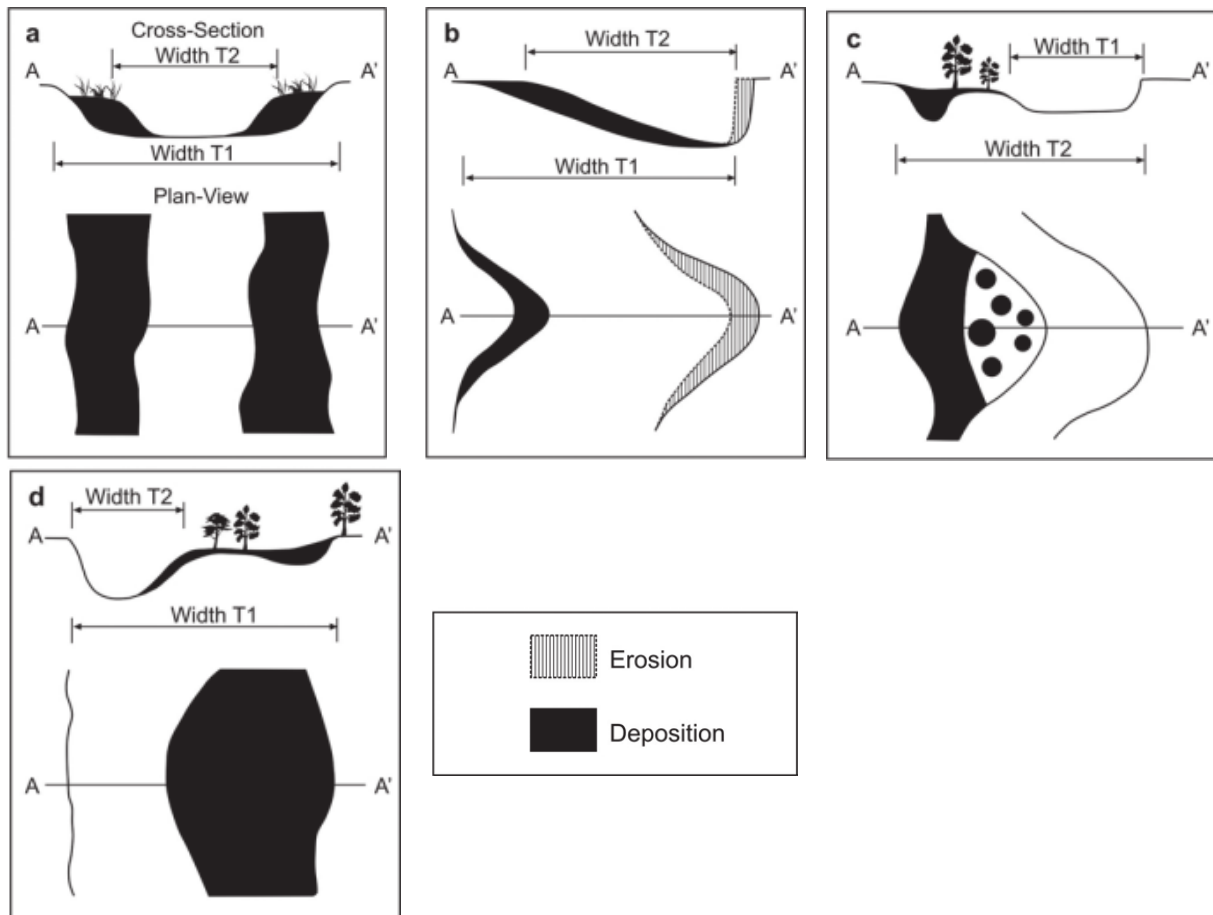 a
Cross-Section
Width T2
A A'
Width T1
Plan-View
A A'
b
Width T2
A A'
Width T1
A A'
c
Width T1
A A'
Width T2
A A'
d
Width T2
A A'
Width T1
A A'
Erosion
Deposition